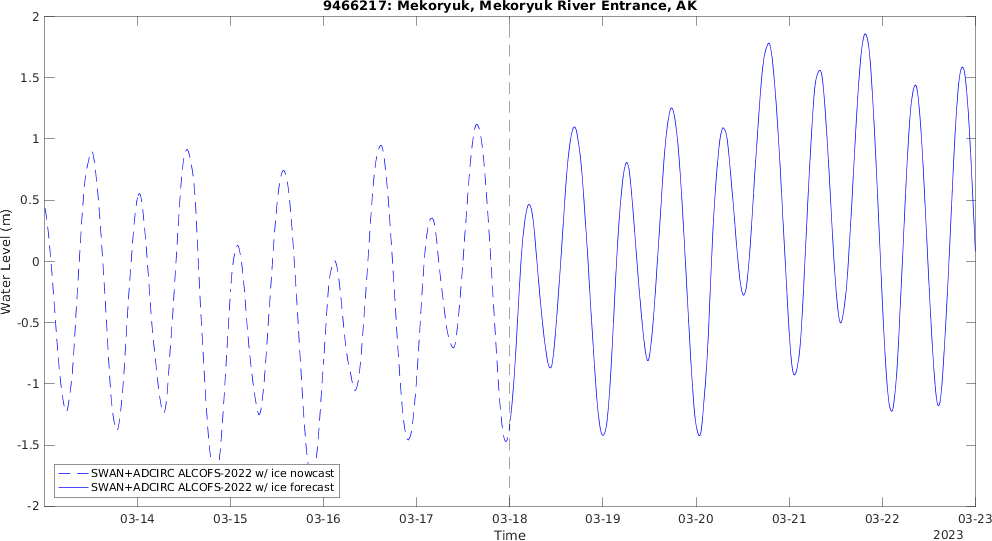 9466217: Mekoryuk, Mekoryuk River Entrance, AK
2
1.5
1
0.5
0
-0.5
-1
-1.5
-2
Water Level (m)
SWAN+ADCIRC ALCOFS-2022 w/ ice nowcast
SWAN+ADCIRC ALCOFS-2022 w/ ice forecast
03-14 03-15 03-16 03-17 03-18 03-19 03-20 03-21 03-22 03-23
Time
2023